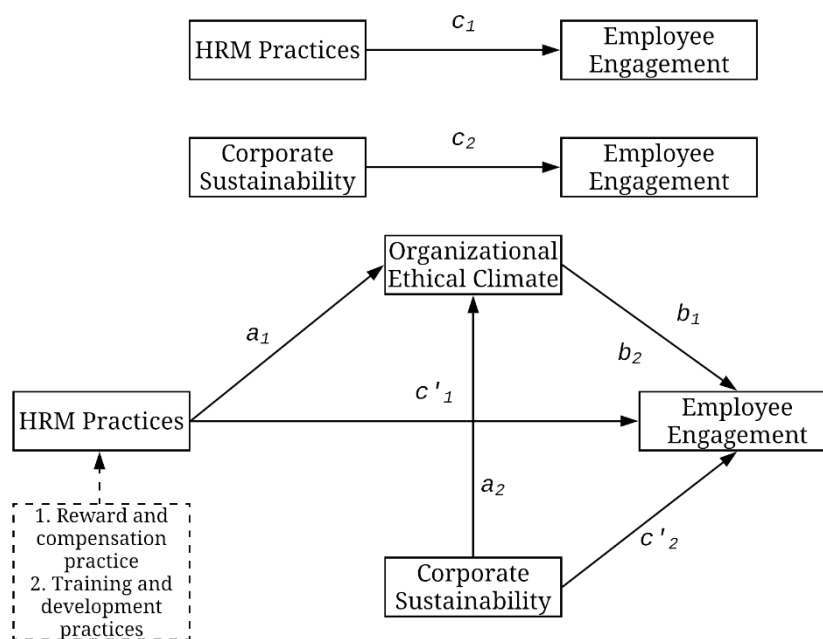 c1
HRM Practices
Employee
Engagement
c2
Corporate
Sustainability
Employee
Engagement
Organizational
Ethical Climate
a1
b1
b2
c'1
HRM Practices
Employee
Engagement
a2
1. Reward and
compensation
practice
2. Training and
development
practices
c'2
Corporate
Sustainability